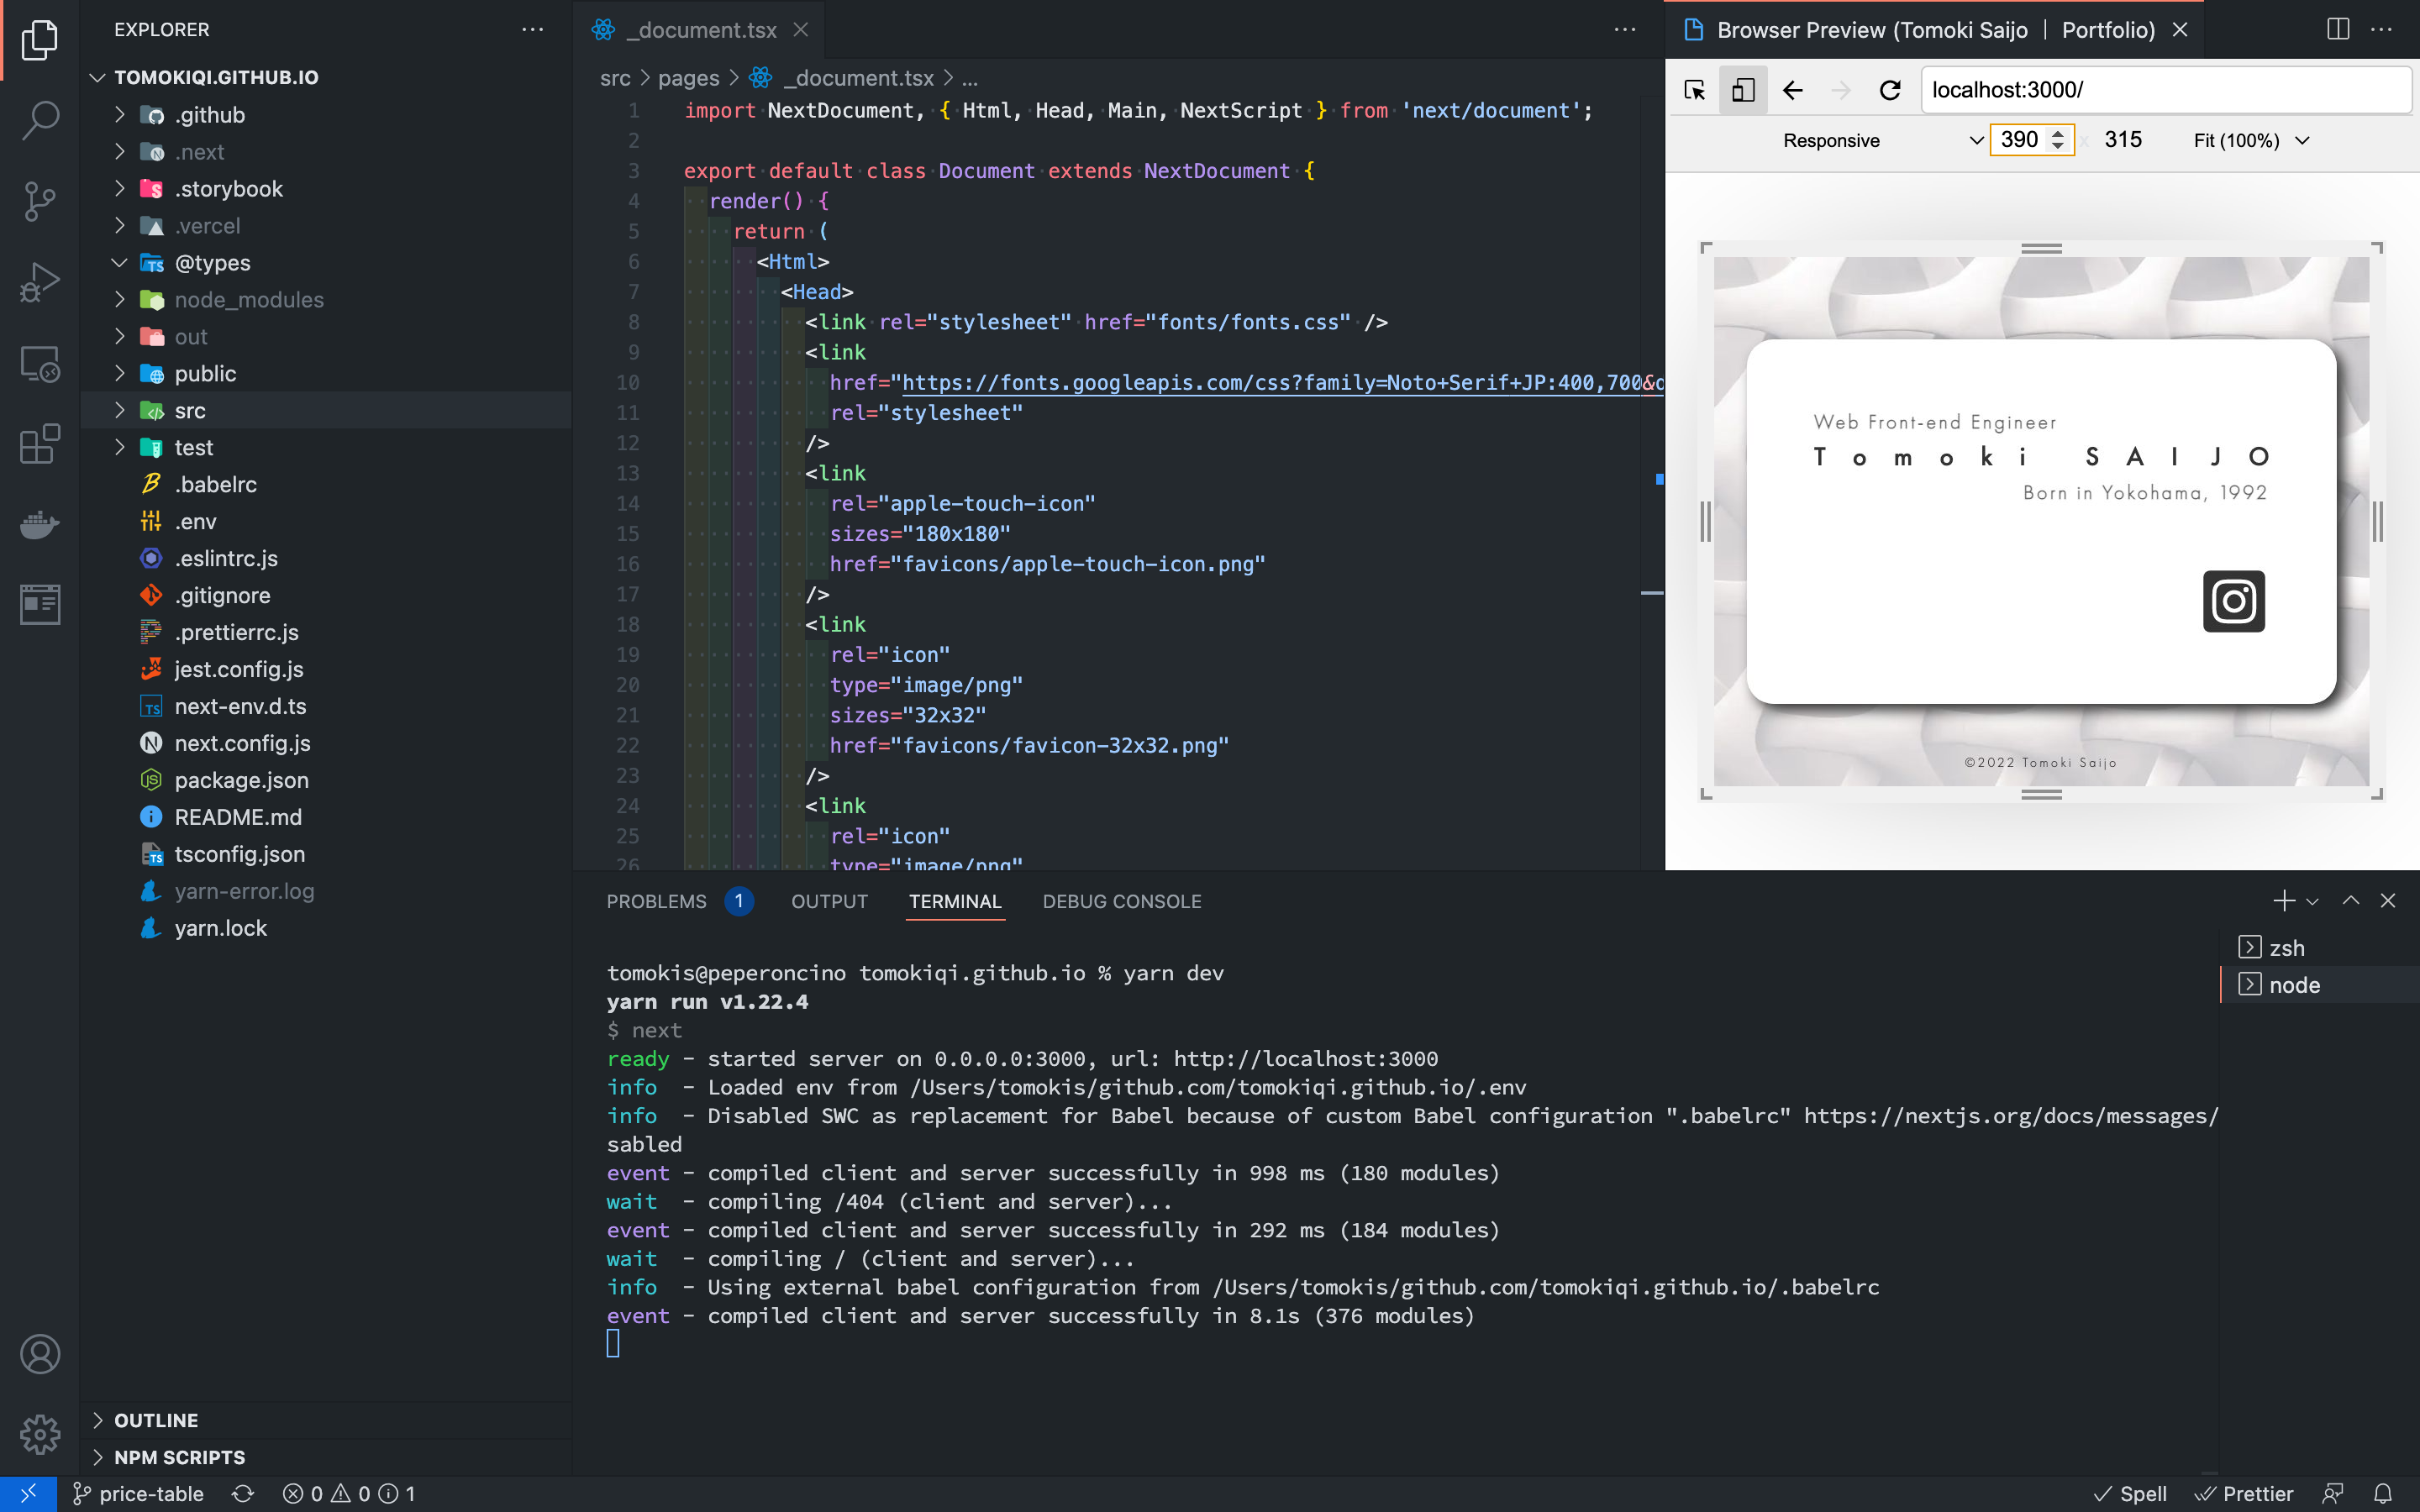 EXPLORER
TOMOKIQI.GITHUB.IO
.github
.next
.storybook
.vercel
@types
node_modules
out
public
src
test
.babelrc
.env
.eslintrc.js
.gitignore
.prettierrc.js
jest.config.js
next-env.d.ts
next.config.js
package.json
README.md
tsconfig.json
yarn-error.log
yarn.lock
OUTLINE
NPM SCRIPTS
_document.tsx
src > pages > _document.tsx > ...
1 import NextDocument, { Html, Head, Main, NextScript } from 'next/document';
2
3 export default class Document extends NextDocument {
4 render() {
5 return (
6 <Html>
7 <Head>
8 <link rel="stylesheet" href="fonts/fonts.css" />
9 <link
10 href="https://fonts.googleapis.com/css?family=Noto+Serif+JP:400,700&d
11 rel="stylesheet"
12 />
13 <link
14 rel="apple-touch-icon"
15 sizes="180x180"
16 href="favicons/apple-touch-icon.png"
17 />
18 <link
19 rel="icon"
20 type="image/png"
21 sizes="32x32"
22 href="favicons/favicon-32x32.png"
23 />
24 <link
25 rel="icon"
26 type="image/png"
Browser Preview (Tomoki Saijo | Portfolio)
localhost:3000/
Responsive 390 x 315 Fit (100%)
Web Front-end Engineer
Tomoki SAIJO
Born in Yokohama, 1992
©2022 Tomoki Saijo
PROBLEMS 1 OUTPUT TERMINAL DEBUG CONSOLE
tomokis@peperoncino tomokiqi.github.io % yarn dev
yarn run v1.22.4
$ next
ready - started server on 0.0.0.0:3000, url: http://localhost:3000
info - Loaded env from /Users/tomokis/github.com/tomokiqi.github.io/.env
info - Disabled SWC as replacement for Babel because of custom Babel configuration ".babelrc" https://nextjs.org/docs/messages/
sabled
event - compiled client and server successfully in 998 ms (180 modules)
wait - compiling /404 (client and server)...
event - compiled client and server successfully in 292 ms (184 modules)
wait - compiling / (client and server)...
info - Using external babel configuration from /Users/tomokis/github.com/tomokiqi.github.io/.babelrc
event - compiled client and server successfully in 8.1s (376 modules)
zsh
node
price-table 0 0 1
Spell Prettier